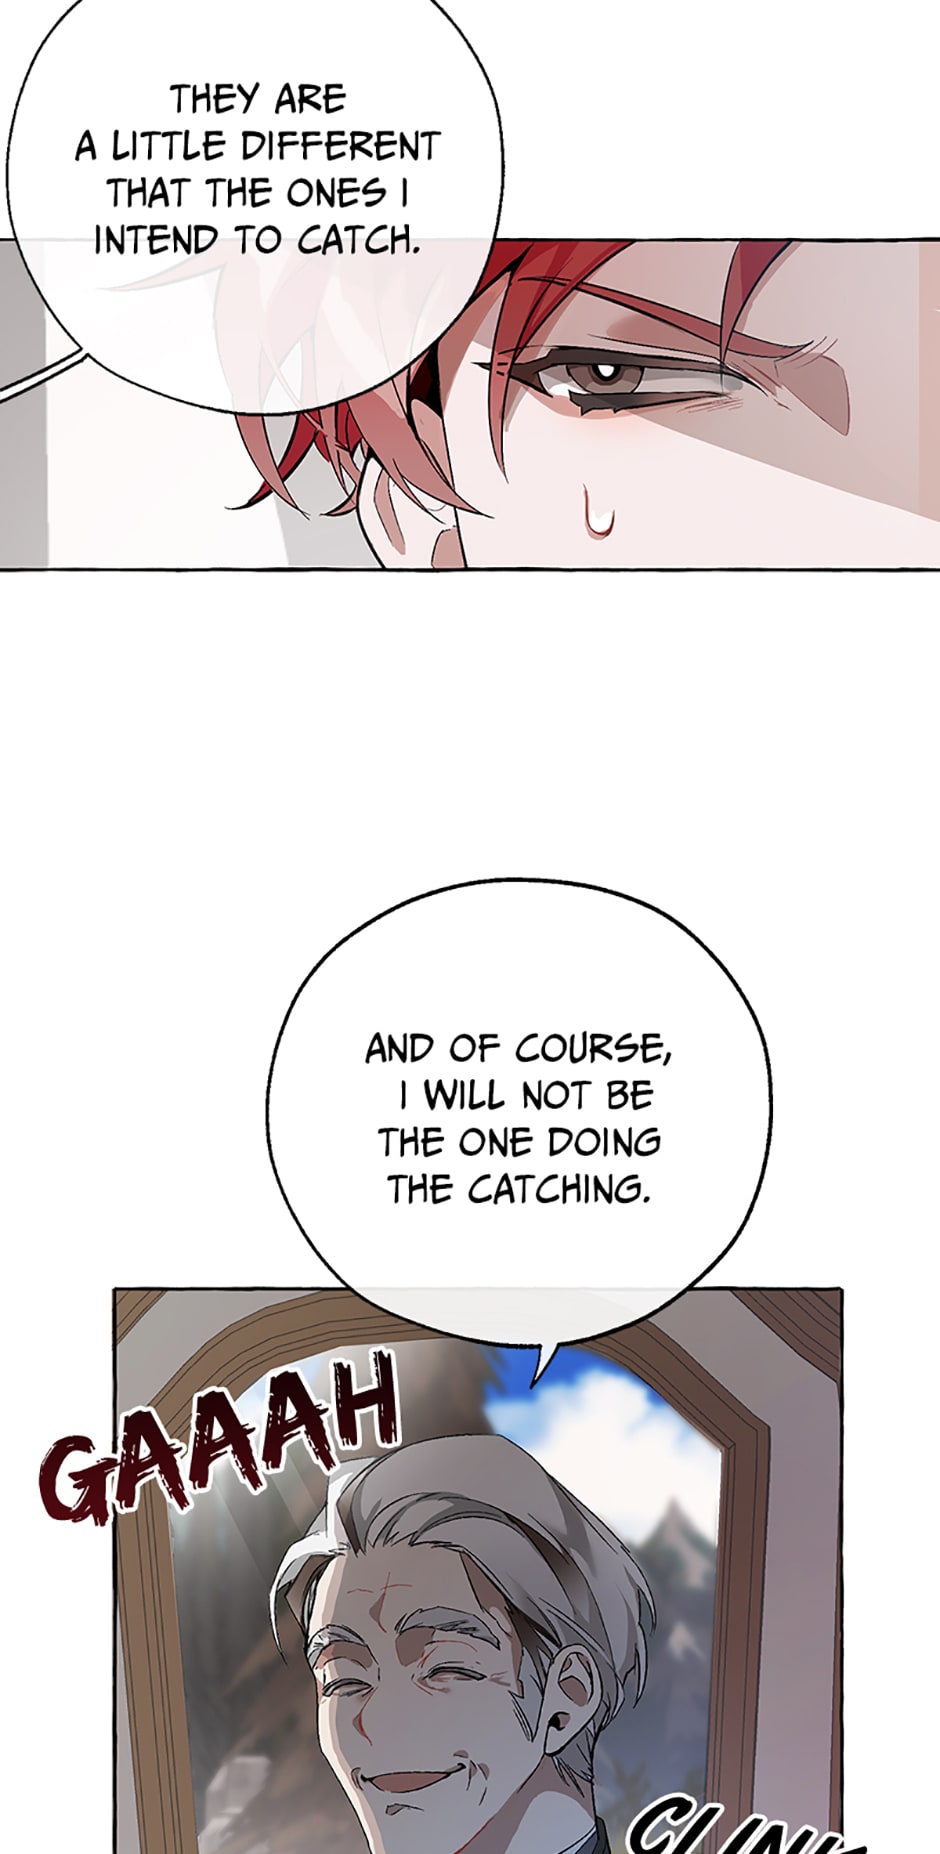 THEY ARE
A LITTLE DIFFERENT
THAT THE ONES I
INTEND TO CATCH.
AND OF COURSE,
I WILL NOT BE
THE ONE DOING
THE CATCHING.
GAAAH